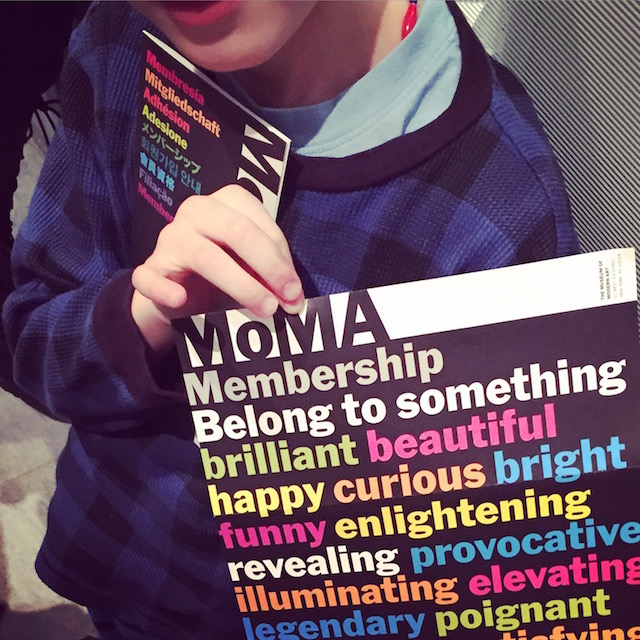 Membresía
Mitgliedschaft
Adhésion
Adesione
メンバーシップ
회원가입 안내
會員資格
Filiação
MoMA
Membership
Belong to something
brilliant beautiful
happy curious bright
funny enlightening
revealing provocative
illuminating elevating
legendary poignant
THE MUSEUM OF
MODERN ART